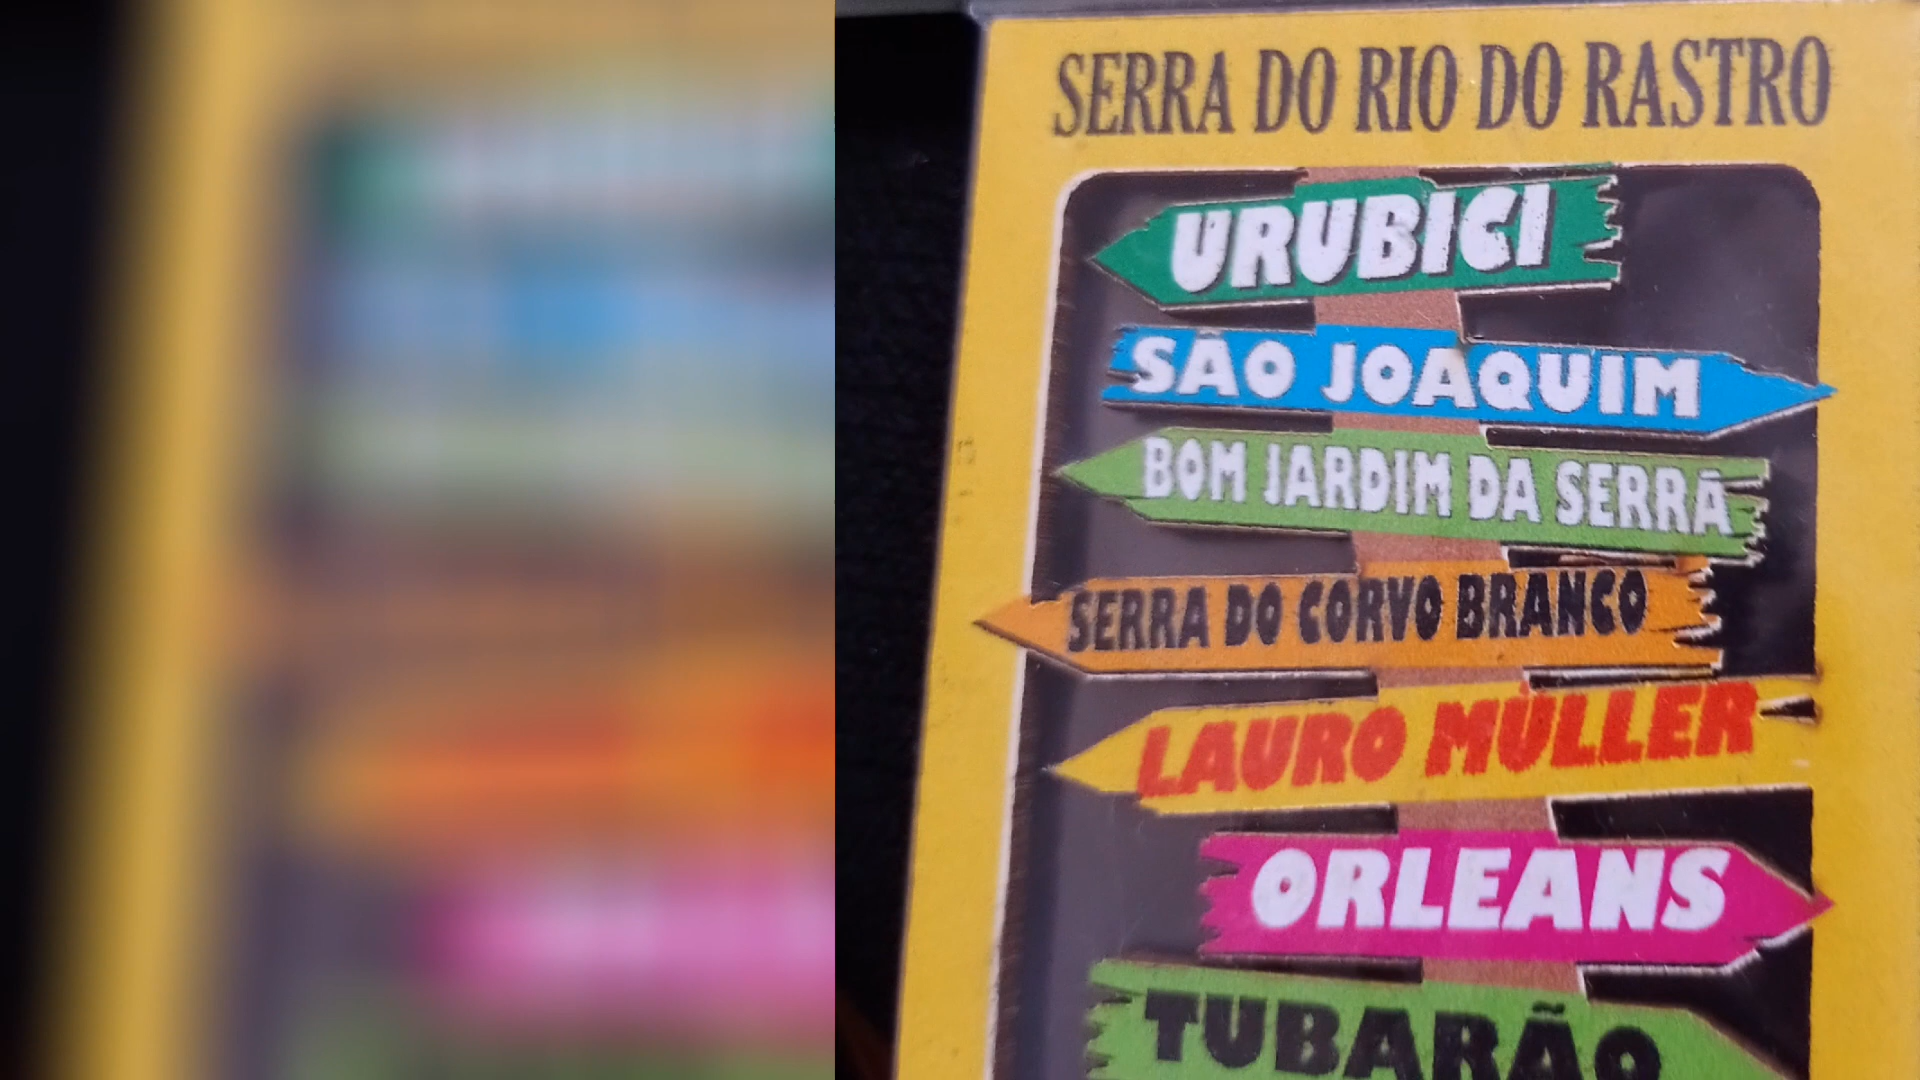 SERRA DO RIO DO RASTRO
URUBICI
SÃO JOAQUIM
BOM JARDIM DA SERRA
SERRA DO CORVO BRANCO
LAURO MÜLLER
ORLEANS
TUBARÃO